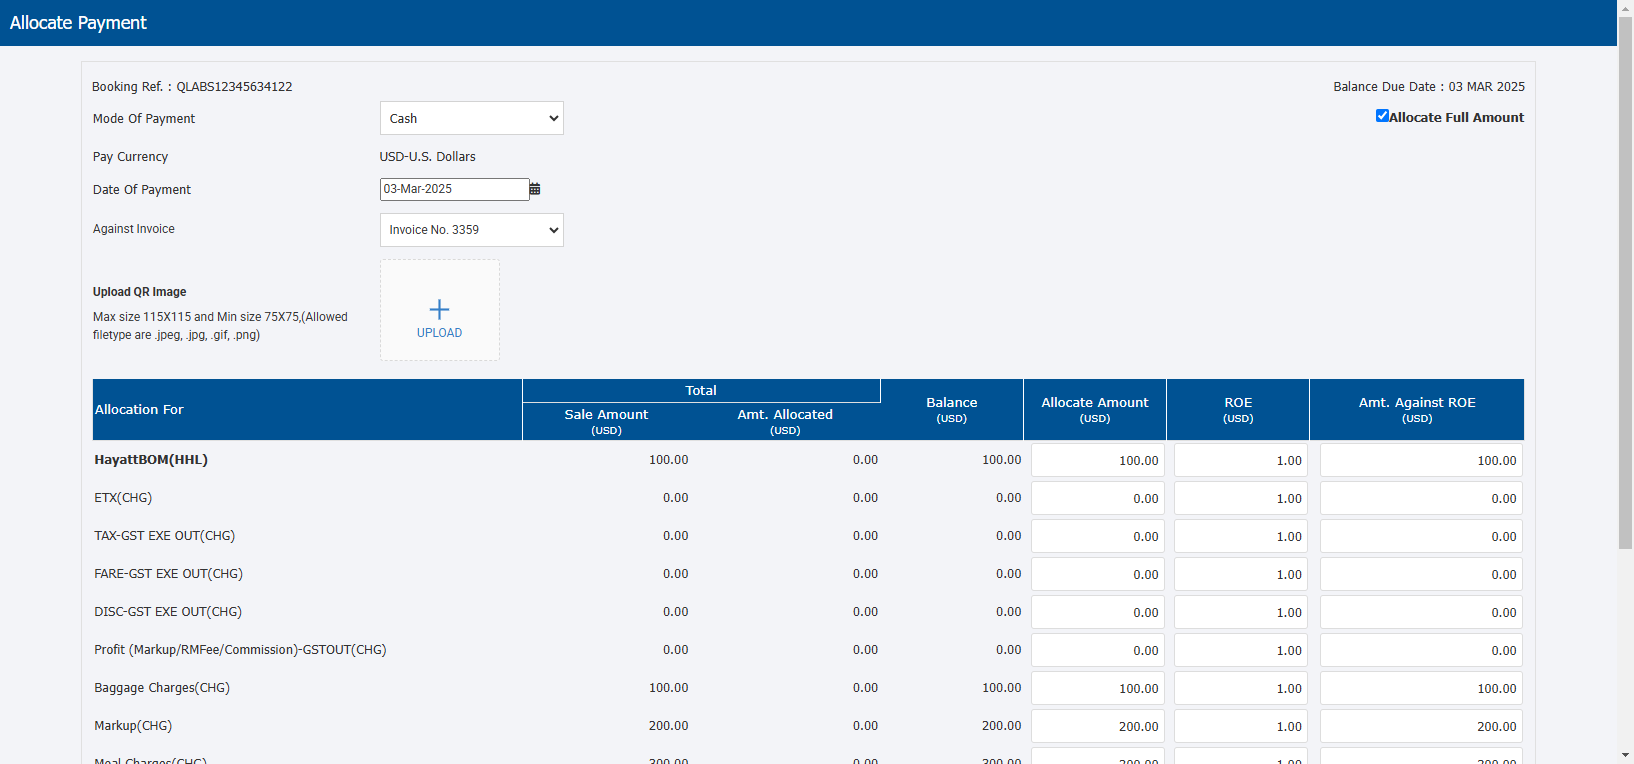 Allocate Payment
Booking Ref. : QLABS12345634122
Balance Due Date : 03 MAR 2025
Mode Of Payment
Cash
Allocate Full Amount
Pay Currency
USD-U.S. Dollars
Date Of Payment
03-Mar-2025
Against Invoice
Invoice No. 3359
Upload QR Image
Max size 115X115 and Min size 75X75,(Allowed
filetype are .jpeg, .jpg, .gif, .png)
UPLOAD
Allocation For
Total
Sale Amount
(USD)
Amt. Allocated
(USD)
Balance
(USD)
Allocate Amount
(USD)
ROE
(USD)
Amt. Against ROE
(USD)
HayattBOM(HHL) 100.00 0.00 100.00 100.00 1.00 100.00
ETX(CHG) 0.00 0.00 0.00 0.00 1.00 0.00
TAX-GST EXE OUT(CHG) 0.00 0.00 0.00 0.00 1.00 0.00
FARE-GST EXE OUT(CHG) 0.00 0.00 0.00 0.00 1.00 0.00
DISC-GST EXE OUT(CHG) 0.00 0.00 0.00 0.00 1.00 0.00
Profit (Markup/RMFee/Commission)-GSTOUT(CHG) 0.00 0.00 0.00 0.00 1.00 0.00
Baggage Charges(CHG) 100.00 0.00 100.00 100.00 1.00 100.00
Markup(CHG) 200.00 0.00 200.00 200.00 1.00 200.00
Meal Charges(CHG) 300.00 0.00 300.00 300.00 1.00 300.00